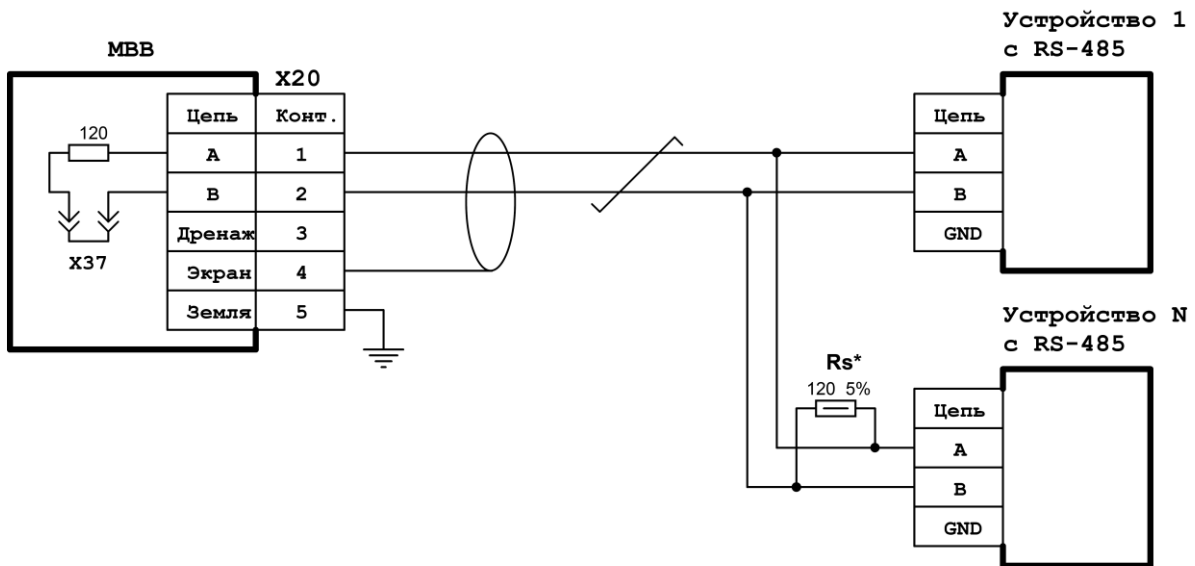 МВВ
X20
Цепь Конт.
120
A 1
B 2
Дренаж 3
X37
Экран 4
Земля 5
Устройство 1
с RS-485
Цепь
A
B
GND
Устройство N
с RS-485
Rs*
120 5%
Цепь
A
B
GND